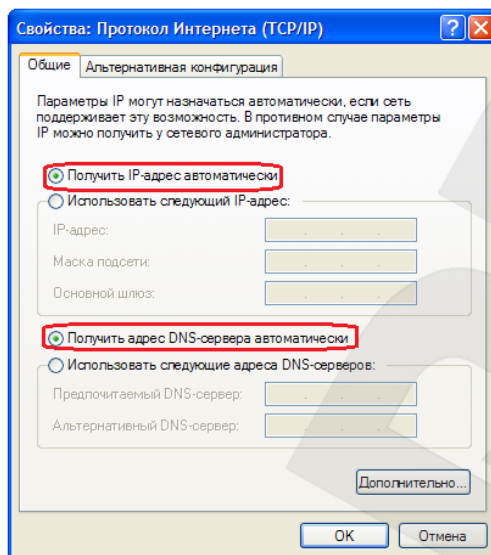 Свойства: Протокол Интернета (TCP/IP)
Общие
Альтернативная конфигурация
Параметры IP могут назначаться автоматически, если сеть
поддерживает эту возможность. В противном случае параметры
IP можно получить у сетевого администратора.
Получить IP-адрес автоматически
Использовать следующий IP-адрес:
IP-адрес:
Маска подсети:
Основной шлюз:
Получить адрес DNS-сервера автоматически
Использовать следующие адреса DNS-серверов:
Предпочитаемый DNS-сервер:
Альтернативный DNS-сервер:
Дополнительно...
OK
Отмена